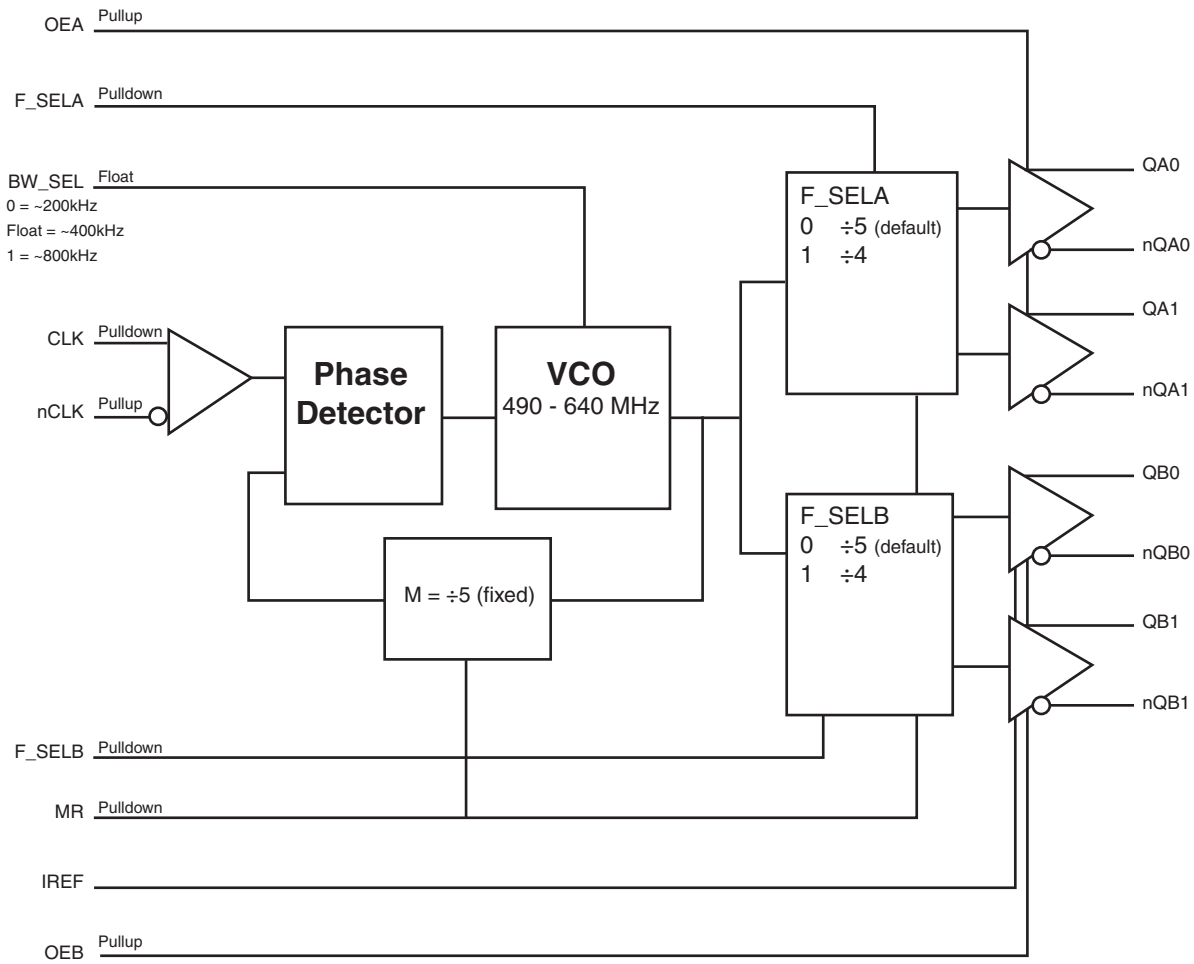 OEA Pullup
F_SELA Pulldown
BW_SEL Float
0 = ~200kHz
Float = ~400kHz
1 = ~800kHz
CLK Pulldown
nCLK Pullup
Phase
Detector
VCO
490 - 640 MHz
M = ÷5 (fixed)
F_SELA
0 ÷5 (default)
1 ÷4
F_SELB
0 ÷5 (default)
1 ÷4
QA0
nQA0
QA1
nQA1
QB0
nQB0
QB1
nQB1
F_SELB Pulldown
MR Pulldown
IREF
OEB Pullup